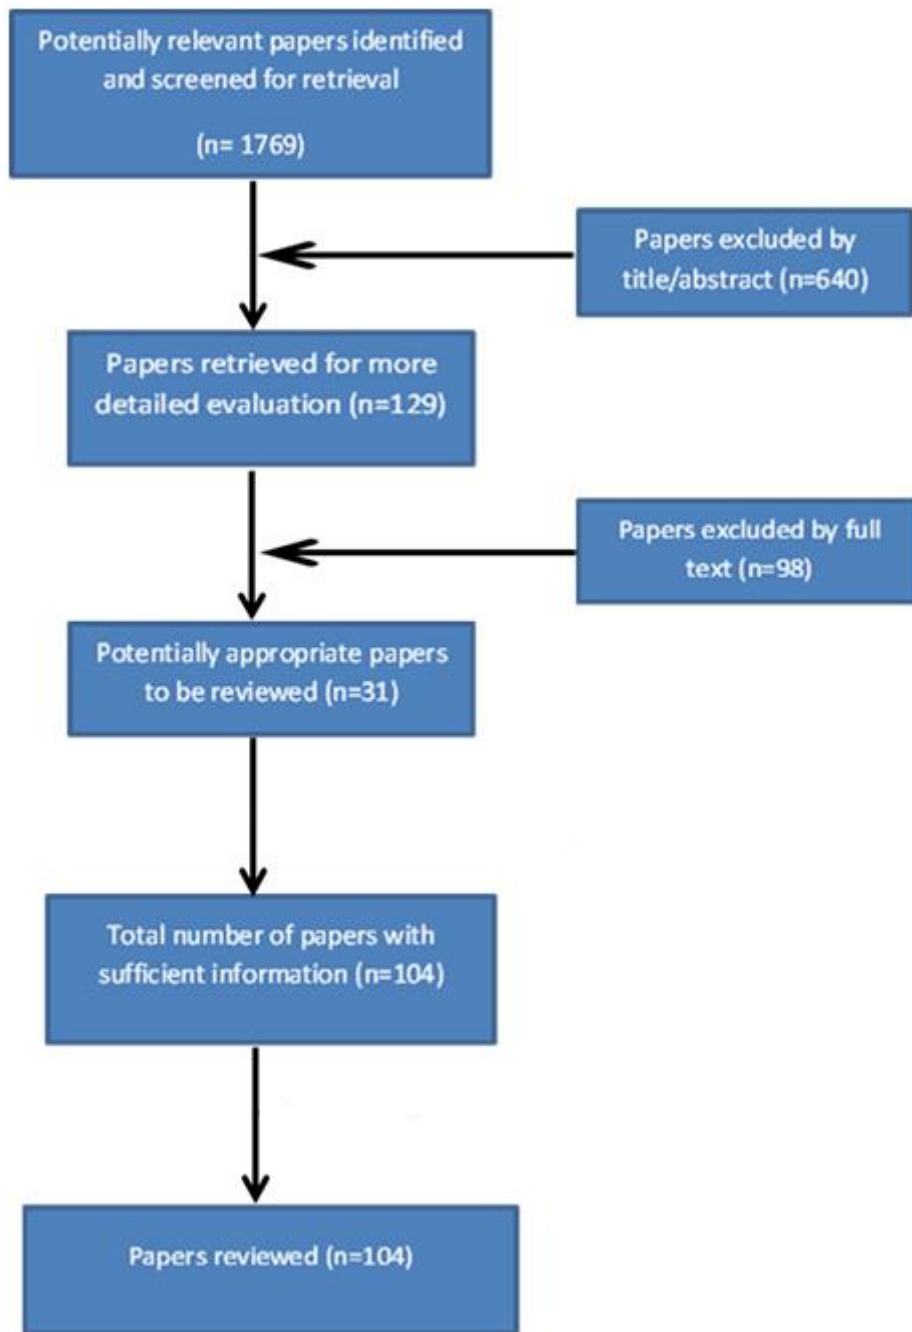 Potentially relevant papers identified
and screened for retrieval
(n= 1769)
Papers excluded by
title/abstract (n=640)
Papers retrieved for more
detailed evaluation (n=129)
Papers excluded by full
text (n=98)
Potentially appropriate papers
to be reviewed (n=31)
Total number of papers with
sufficient information (n=104)
Papers reviewed (n=104)